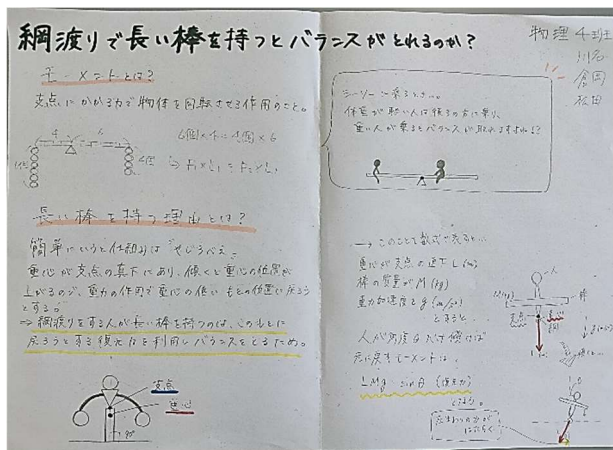 綱渡りで長い棒を持つとバランスがとれるのか？
物理 4班
川名
倉岡
松田
モーメントとは？
支点にかかる力で物体を回転させる作用のこと。
6個×4=4個×6
長い棒を持つ理由とは？
簡単にいうと仕組みは"やじろべえ"
重心が支点の真下にあり、傾くと重心の位置が
上がるので、重力の作用で重心の低いもとの位置に戻ろう
とする。
⇒綱渡りをする人が長い棒を持つのは、このもとに
戻ろうとする復元力を利用しバランスをとるため。
支点
重心
90°
シーソーに乗るとき…。
体重が軽い人は端の方に乗り、
重い人が乗るとバランスが取れますよね!?
→このことを数式で表すと…
重心が支点の真下 L(m)
棒の質量が M(kg)
重力加速度を g(m/s²)
とすると
人が角度θだけ傾けば
元に戻すモーメントは、
LMg sinθ (復元力)
となり。
人
棒
支点
重心